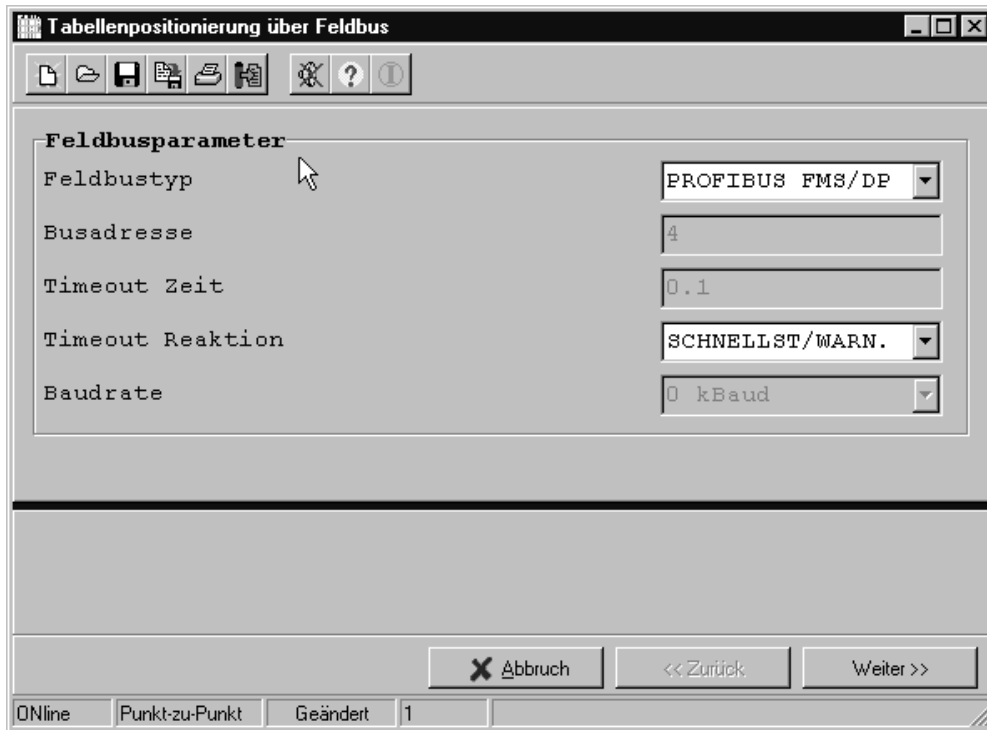 Tabellenpositionierung über Feldbus
Feldbusparameter
Feldbustyp PROFIBUS FMS/DP
Busadresse 4
Timeout Zeit 0.1
Timeout Reaktion SCHNELLST/WARN.
Baudrate 0 kBaud
Abbruch << Zurück Weiter >>
ONline Punkt-zu-Punkt Geändert 1